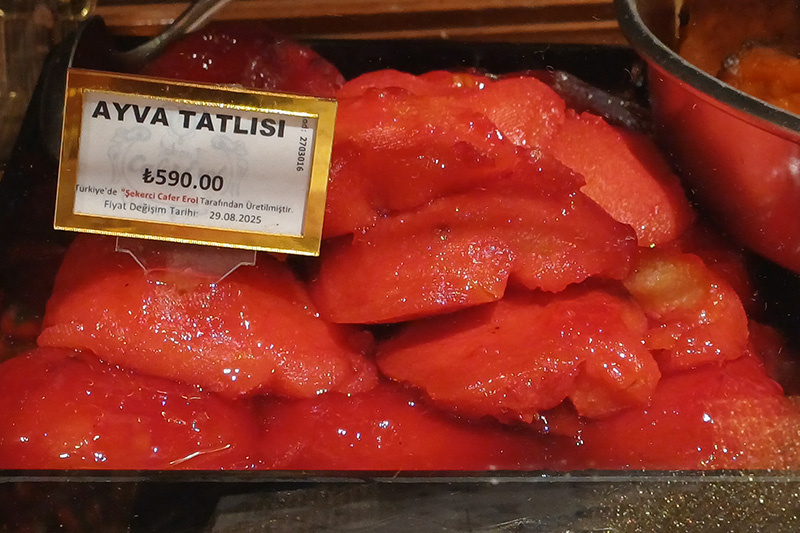 AYVA TATLISI
₺590.00
Türkiye'de "Şekerci Cafer Erol Tarafından Üretilmiştir.
Fiyat Değişim Tarihi: 29.08.2025
2703016